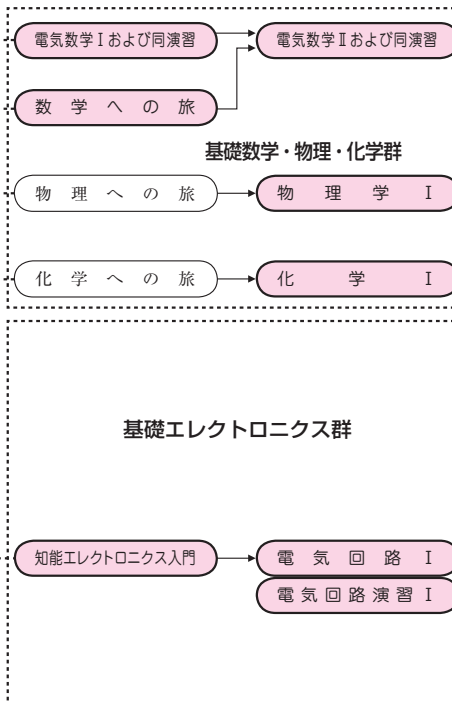 電気数学Ⅰおよび同演習
電気数学Ⅱおよび同演習
数学への旅
基礎数学・物理・化学群
物理への旅
物理学Ⅰ
化学への旅
化学Ⅰ
基礎エレクトロニクス群
知能エレクトロニクス入門
電気回路Ⅰ
電気回路演習Ⅰ